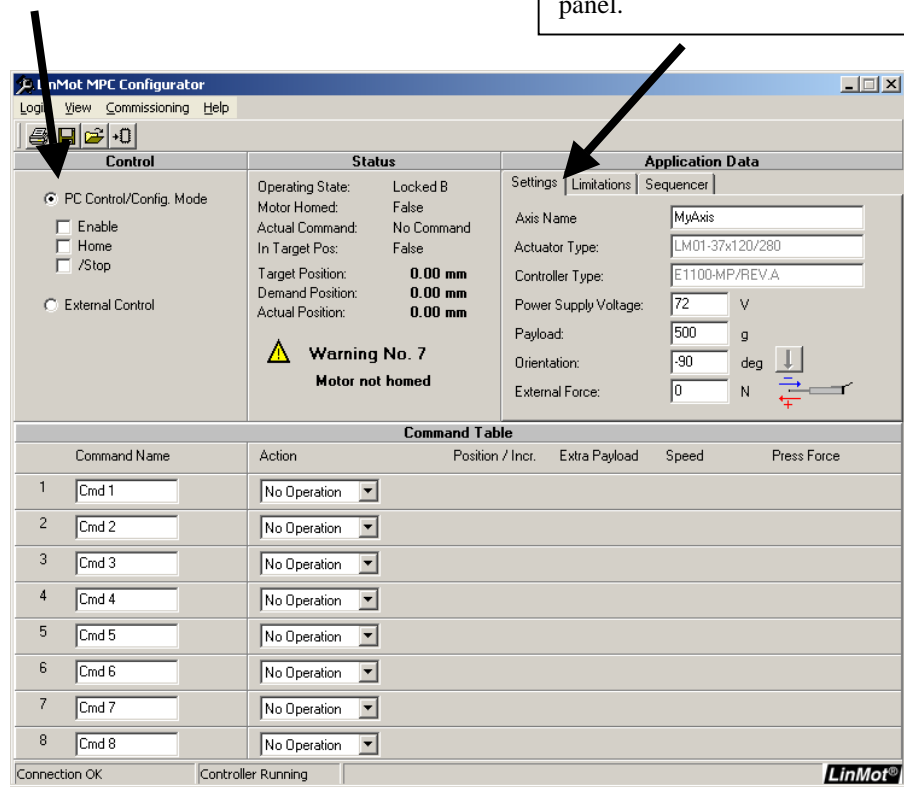 panel.
LinMot MPC Configurator
Login View Commissioning Help
Control
PC Control/Config. Mode
Enable
Home
/Stop
External Control
Status
Operating State: Locked B
Motor Homed: False
Actual Command: No Command
In Target Pos: False
Target Position: 0.00 mm
Demand Position: 0.00 mm
Actual Position: 0.00 mm
Warning No. 7
Motor not homed
Application Data
Settings Limitations Sequencer
Axis Name MyAxis
Actuator Type: LM01-37x120/280
Controller Type: E1100-MP/REV.A
Power Supply Voltage: 72 V
Payload: 500 g
Orientation: -90 deg
External Force: 0 N
Command Table
Command Name Action Position / Incr. Extra Payload Speed Press Force
1 Cmd 1 No Operation
2 Cmd 2 No Operation
3 Cmd 3 No Operation
4 Cmd 4 No Operation
5 Cmd 5 No Operation
6 Cmd 6 No Operation
7 Cmd 7 No Operation
8 Cmd 8 No Operation
Connection OK Controller Running LinMot®